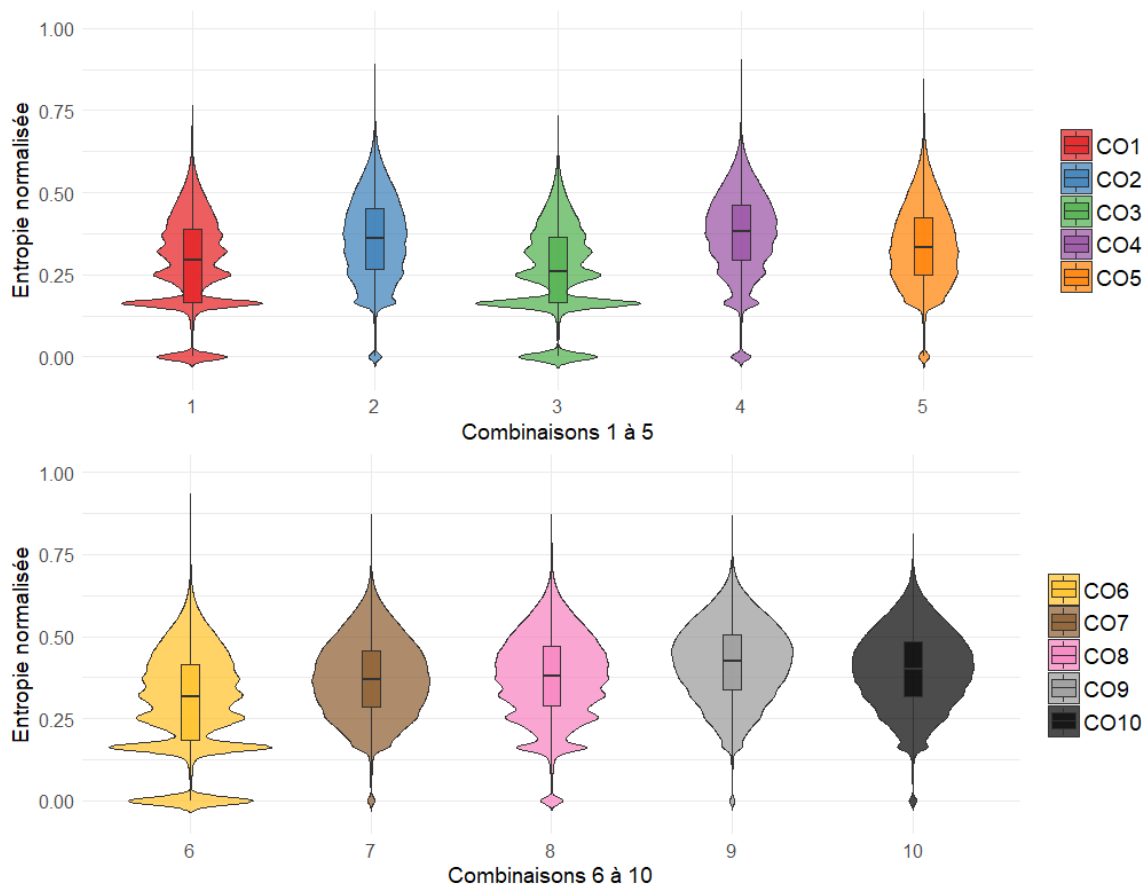 Entropie normalisée
1.00
0.75
0.50
0.25
0.00
1 2 3 4 5
Combinaisons 1 à 5
CO1
CO2
CO3
CO4
CO5
Entropie normalisée
1.00
0.75
0.50
0.25
0.00
6 7 8 9 10
Combinaisons 6 à 10
CO6
CO7
CO8
CO9
CO10